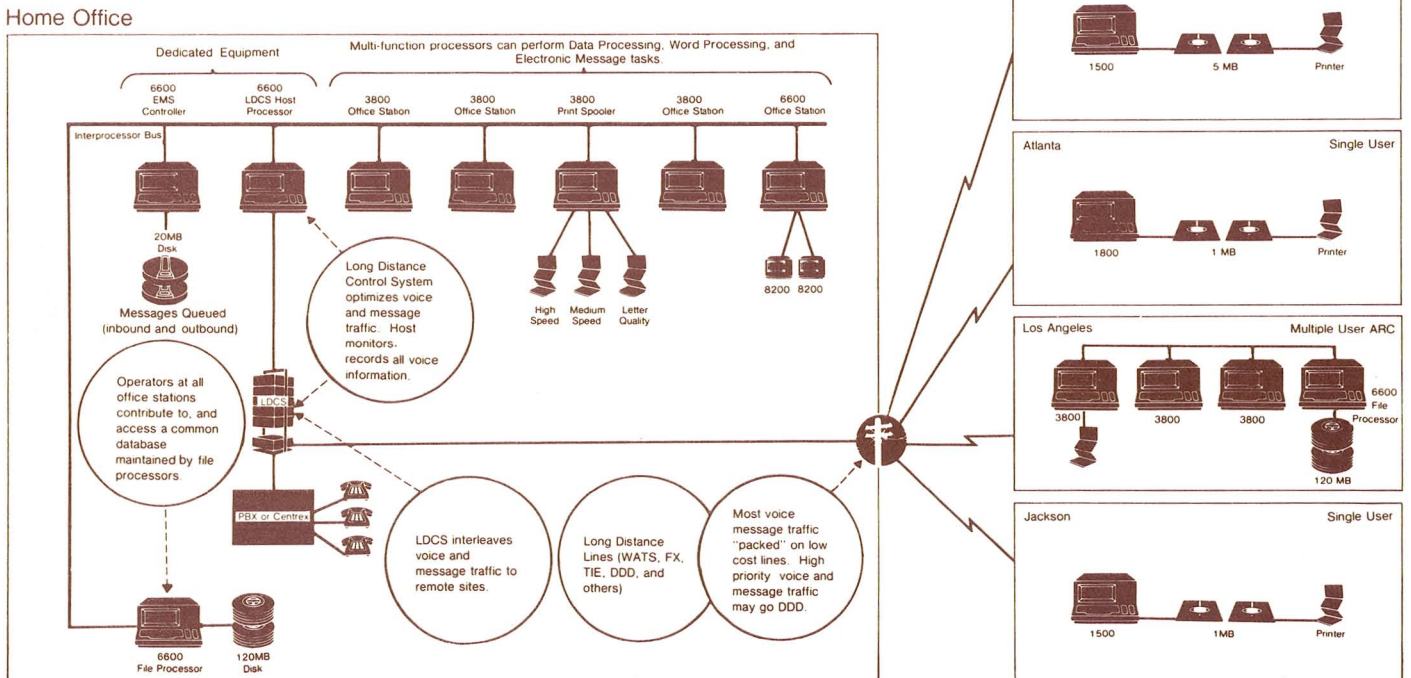 Home Office
Dedicated Equipment
Multi-function processors can perform Data Processing, Word Processing, and
Electronic Message tasks.
6600
EMS
Controller
6600
LDCS Host
Processor
3800
Office Station
3800
Office Station
3800
Print Spooler
3800
Office Station
6600
Office Station
Interprocessor Bus
20MB
Disk
Messages Queued
(inbound and outbound)
High
Speed
Medium
Speed
Letter
Quality
8200
8200
Long Distance
Control System
optimizes voice
and message
traffic. Host
monitors,
records all voice
information.
Operators at all
office stations
contribute to, and
access a common
database
maintained by file
processors.
LDCS
PBX or Centrex
LDCS interleaves
voice and
message traffic to
remote sites.
Long Distance
Lines (WATS, FX,
TIE, DDD, and
others)
Most voice
message traffic
"packed" on low
cost lines. High
priority voice and
message traffic
may go DDD.
6600
File Processor
120MB
Disk
1500
5 MB
Printer
Atlanta
Single User
1800
1 MB
Printer
Los Angeles
Multiple User ARC
3800
3800
3800
6600
File
Processor
120 MB
Jackson
Single User
1500
1MB
Printer